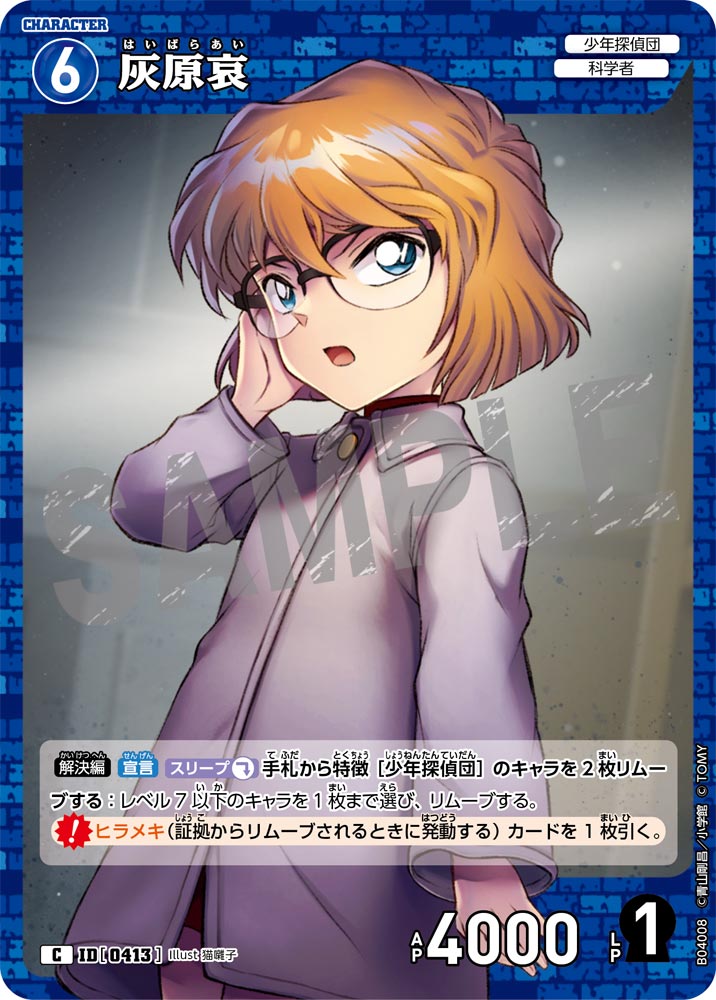 CHARACTER
6
はいばらあい
灰原哀
少年探偵団
科学者
SAMPLE
かいけつへん せんげん て ふだ とくちょう しょうねんたんていだん まい
解決編 宣言 スリープ 手札から特徴［少年探偵団］のキャラを2枚リムー
い か まい えら
ブする：レベル7以下のキャラを1枚まで選び、リムーブする。
しょう こ はつどう まい ひ
ヒラメキ(証拠からリムーブされるときに発動する) カードを1枚引く。
AP 4000 LP 1
C ID[0413] Illust 猫囃子
B04008 ©青山剛昌／小学館 © TOMY